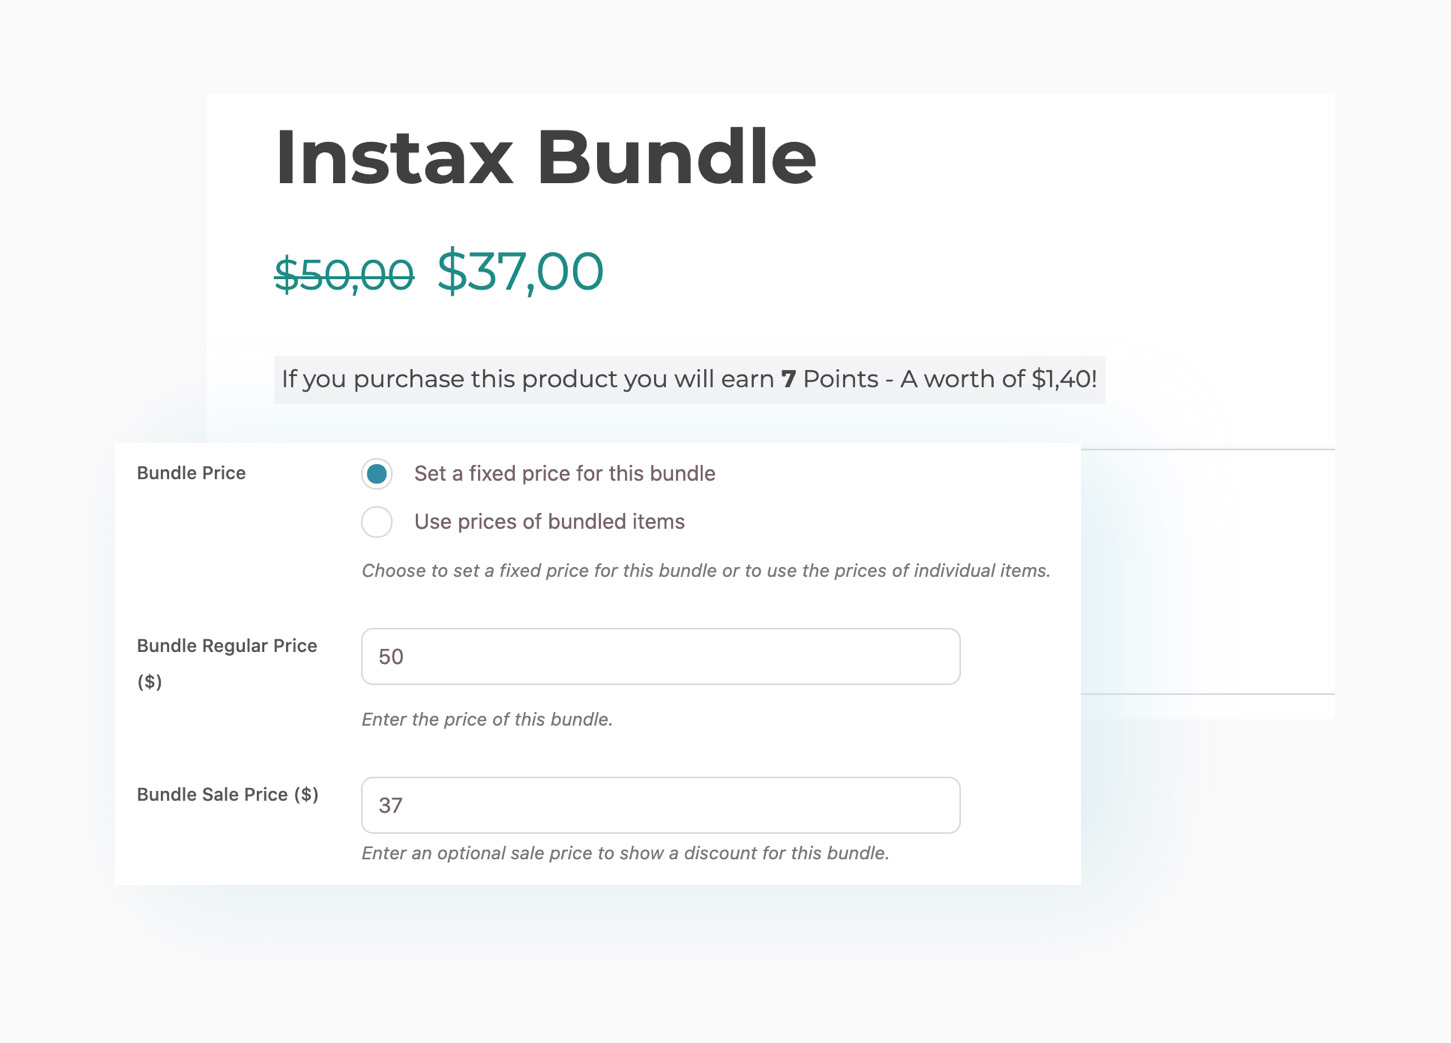 Instax Bundle
$50,00 $37,00
If you purchase this product you will earn 7 Points - A worth of $1,40!
Bundle Price
Set a fixed price for this bundle
Use prices of bundled items
Choose to set a fixed price for this bundle or to use the prices of individual items.
Bundle Regular Price
($)
50
Enter the price of this bundle.
Bundle Sale Price ($)
37
Enter an optional sale price to show a discount for this bundle.